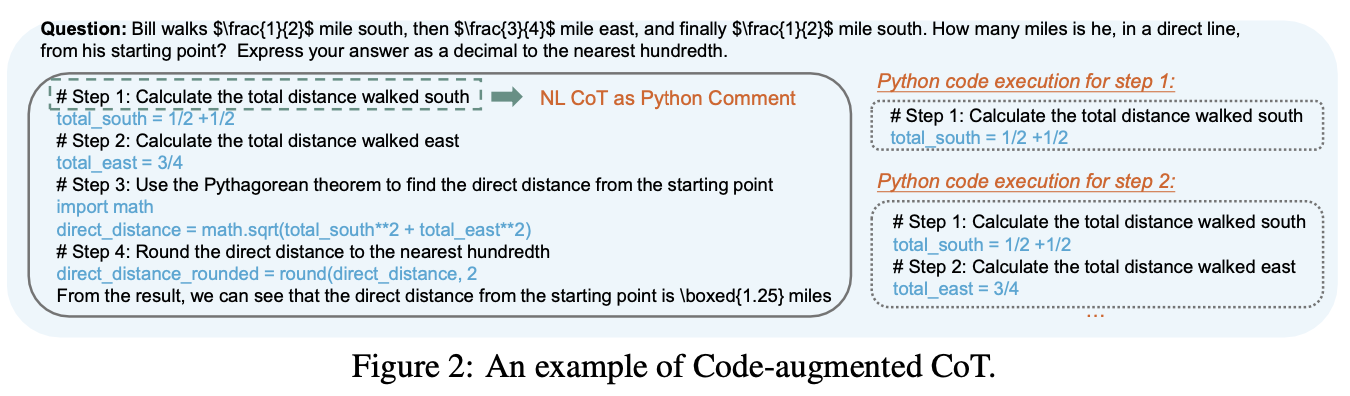 Question: Bill walks $\frac{1}{2}$ mile south, then $\frac{3}{4}$ mile east, and finally $\frac{1}{2}$ mile south. How many miles is he, in a direct line,
from his starting point? Express your answer as a decimal to the nearest hundredth.
# Step 1: Calculate the total distance walked south
NL CoT as Python Comment
total_south = 1/2 +1/2
# Step 2: Calculate the total distance walked east
total_east = 3/4
# Step 3: Use the Pythagorean theorem to find the direct distance from the starting point
import math
direct_distance = math.sqrt(total_south**2 + total_east**2)
# Step 4: Round the direct distance to the nearest hundredth
direct_distance_rounded = round(direct_distance, 2
From the result, we can see that the direct distance from the starting point is \boxed{1.25} miles
Python code execution for step 1:
# Step 1: Calculate the total distance walked south
total_south = 1/2 +1/2
Python code execution for step 2:
# Step 1: Calculate the total distance walked south
total_south = 1/2 +1/2
# Step 2: Calculate the total distance walked east
total_east = 3/4
...
Figure 2: An example of Code-augmented CoT.